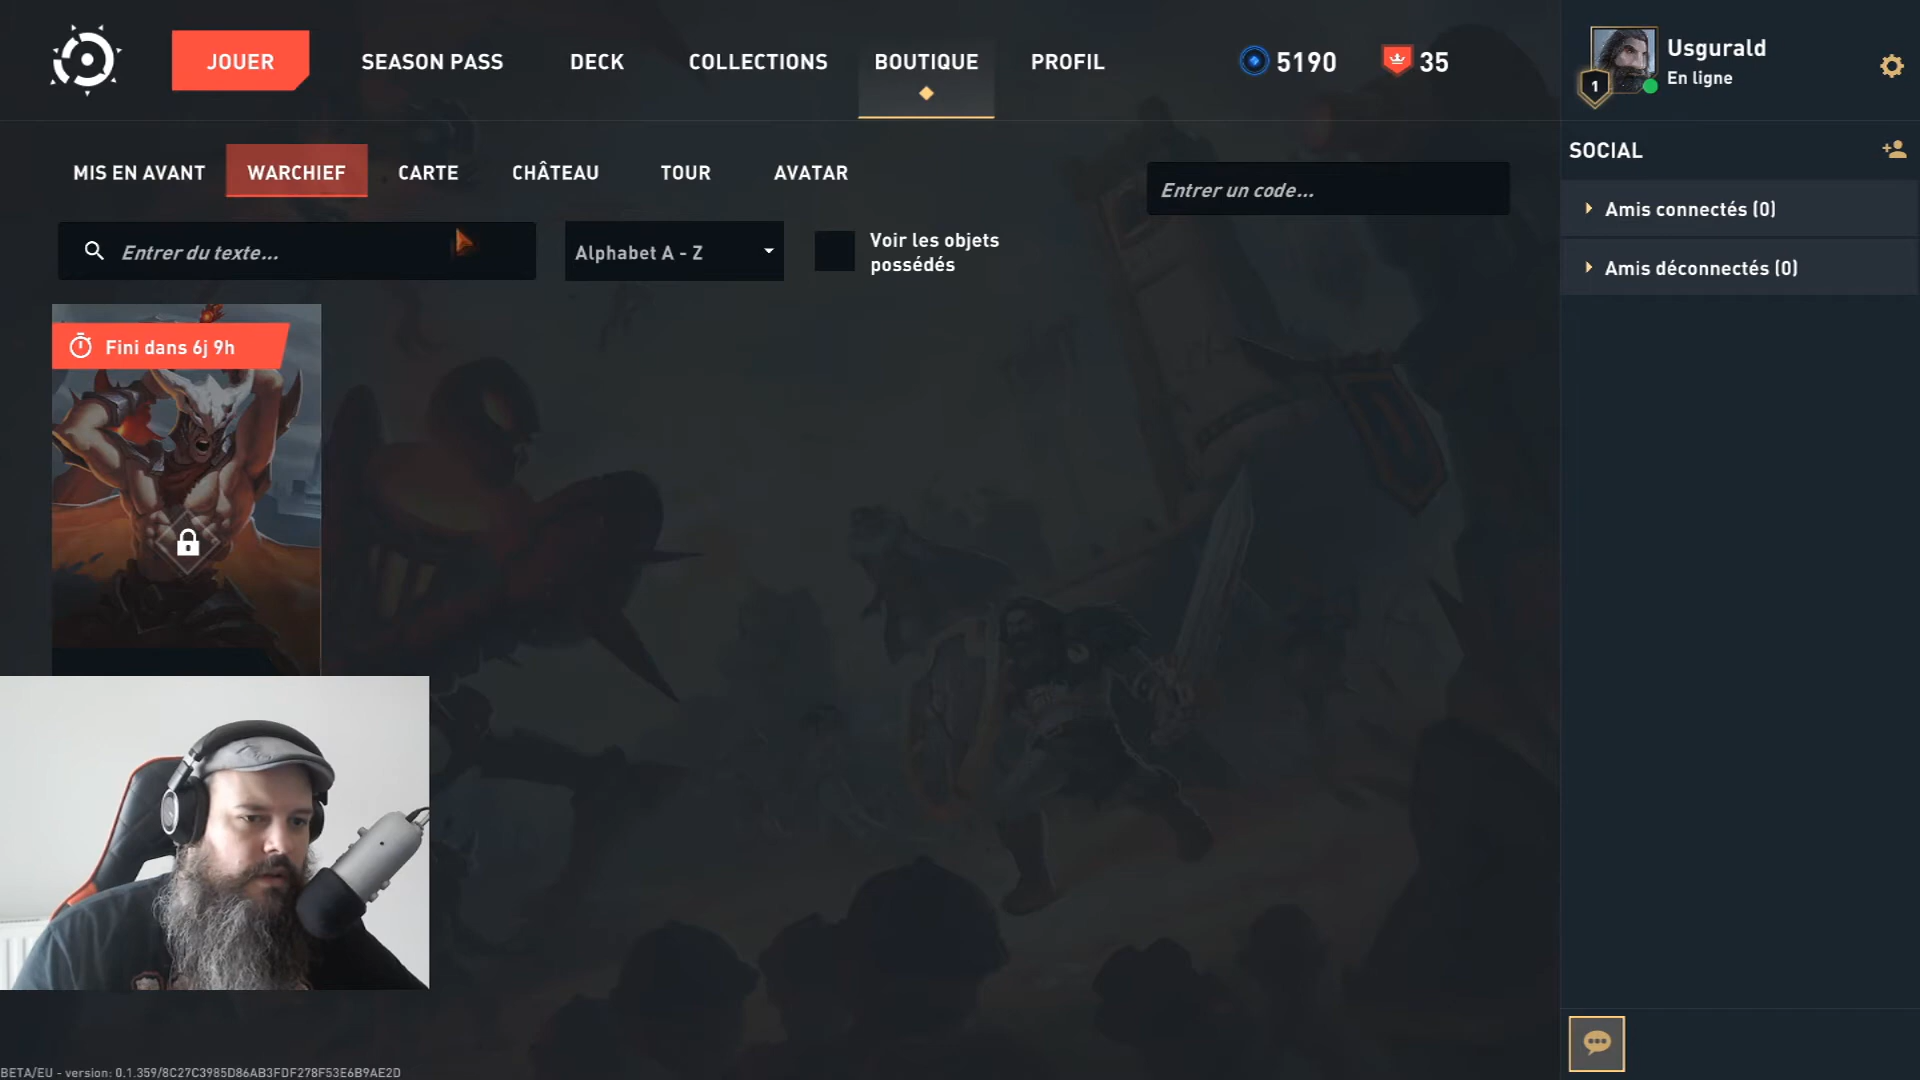 JOUER
SEASON PASS
DECK
COLLECTIONS
BOUTIQUE
PROFIL
5190
35
1
Usgurald
En ligne
MIS EN AVANT
WARCHIEF
CARTE
CHÂTEAU
TOUR
AVATAR
Entrer un code...
Entrer du texte...
Alphabet A - Z
Voir les objets
possédés
SOCIAL
Amis connectés (0)
Amis déconnectés (0)
Fini dans 6j 9h
BETA/EU - version: 0.1.359/8C27C3985D86AB3FDF278F53E6B9AE2D